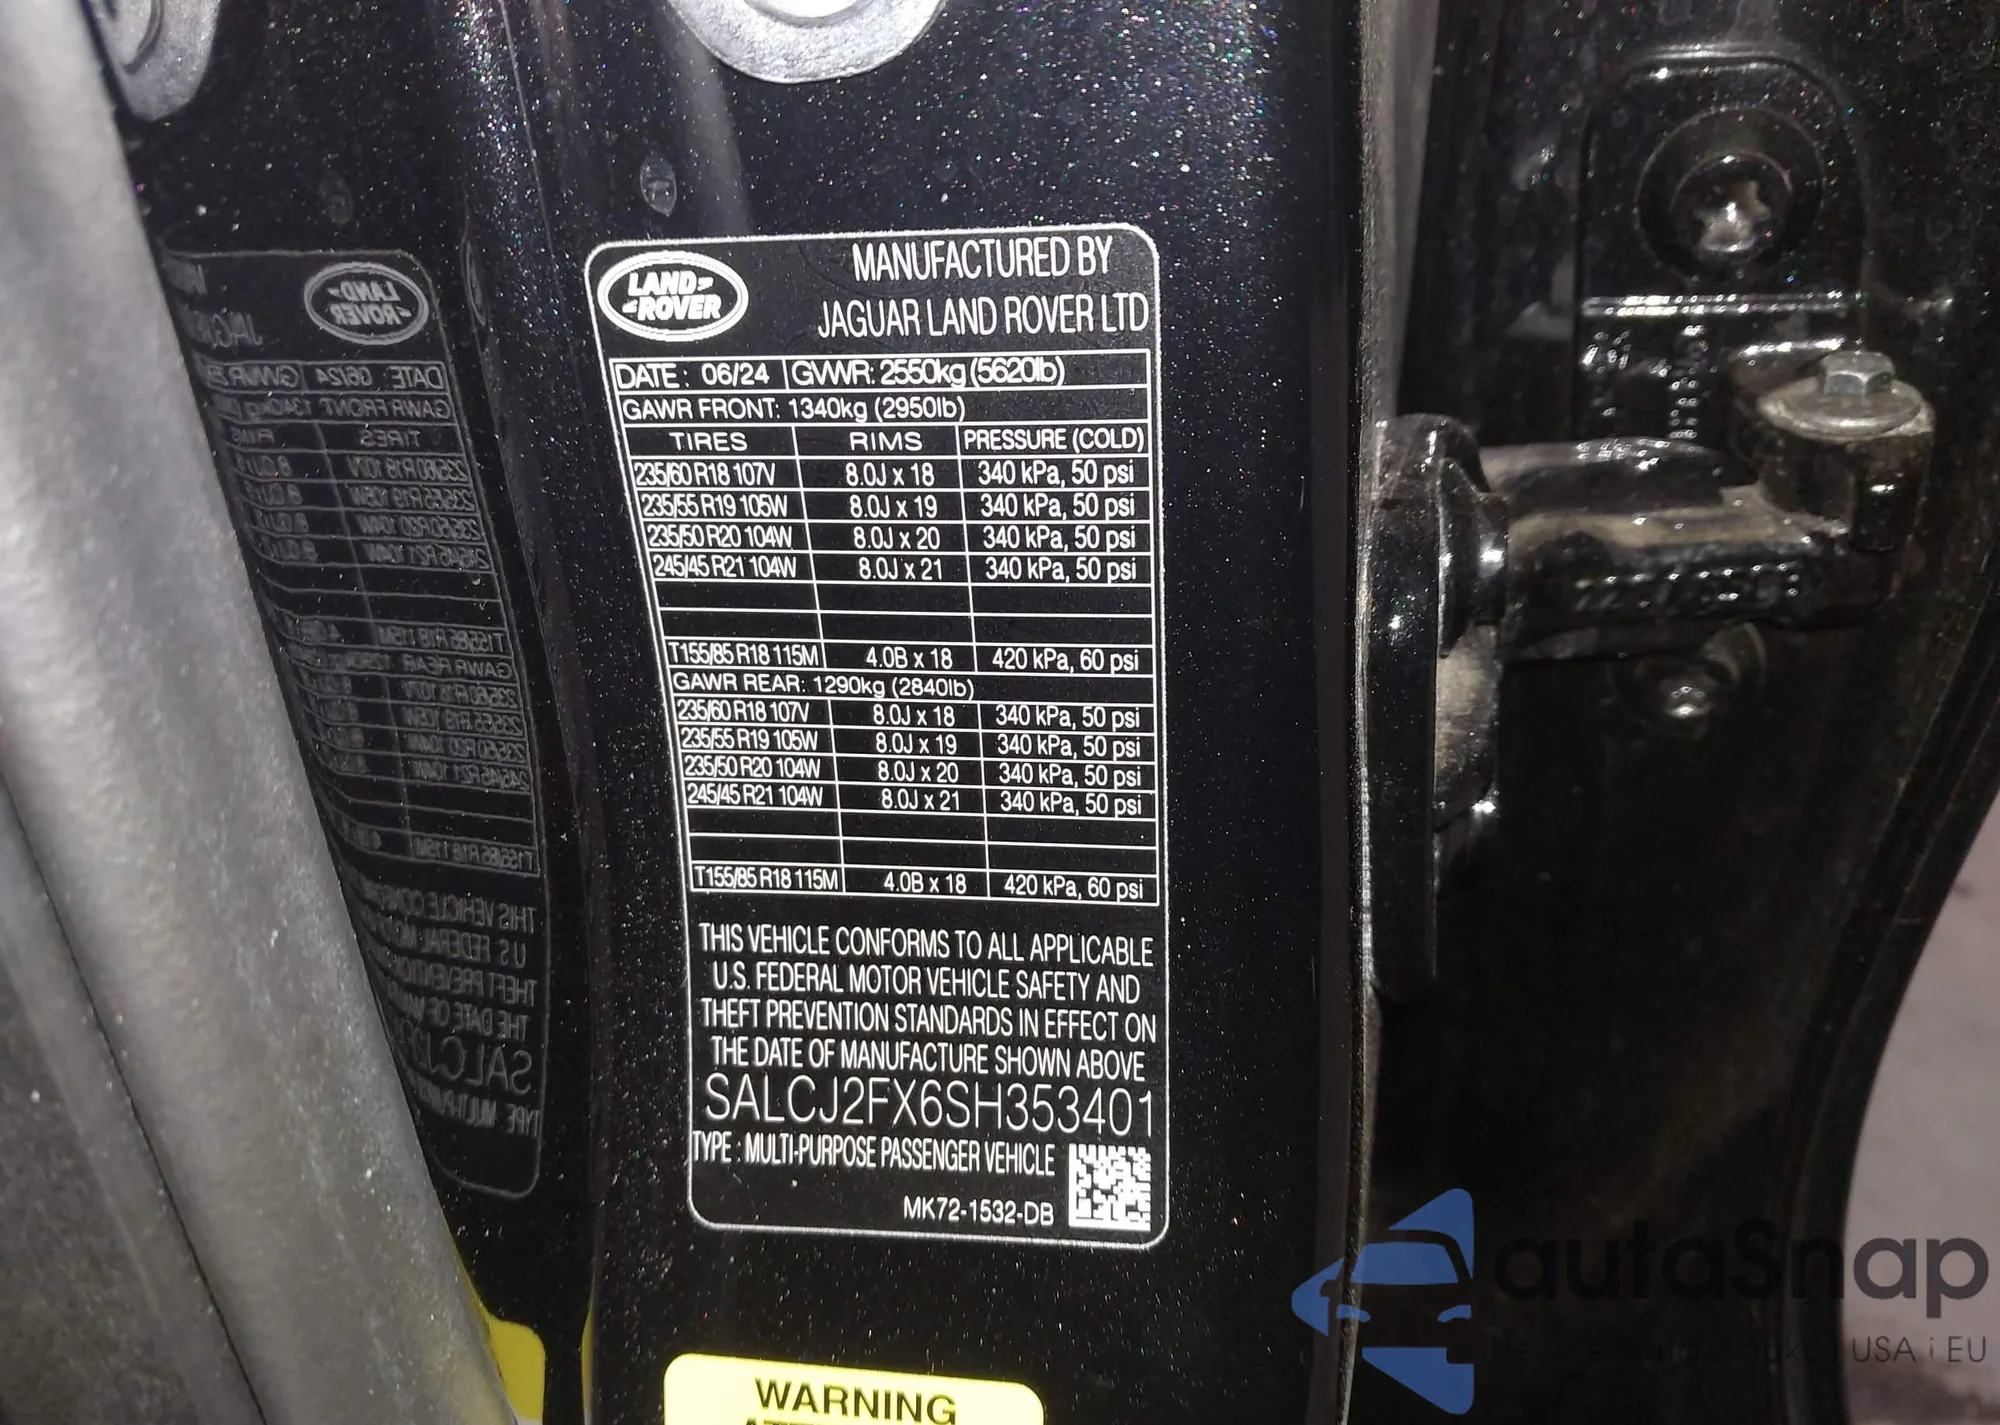 LAND
ROVER
MANUFACTURED BY
JAGUAR LAND ROVER LTD
DATE: 06/24 GVWR: 2550kg (5620lb)
GAWR FRONT: 1340kg (2950lb)
TIRES RIMS PRESSURE (COLD)
235/60 R18 107V 8.0J x 18 340 kPa, 50 psi
235/55 R19 105W 8.0J x 19 340 kPa, 50 psi
235/50 R20 104W 8.0J x 20 340 kPa, 50 psi
245/45 R21 104W 8.0J x 21 340 kPa, 50 psi
T155/85 R18 115M 4.0B x 18 420 kPa, 60 psi
GAWR REAR: 1290kg (2840lb)
235/60 R18 107V 8.0J x 18 340 kPa, 50 psi
235/55 R19 105W 8.0J x 19 340 kPa, 50 psi
235/50 R20 104W 8.0J x 20 340 kPa, 50 psi
245/45 R21 104W 8.0J x 21 340 kPa, 50 psi
T155/85 R18 115M 4.0B x 18 420 kPa, 60 psi
THIS VEHICLE CONFORMS TO ALL APPLICABLE
U.S. FEDERAL MOTOR VEHICLE SAFETY AND
THEFT PREVENTION STANDARDS IN EFFECT ON
THE DATE OF MANUFACTURE SHOWN ABOVE
SALCJ2FX6SH353401
TYPE : MULTI-PURPOSE PASSENGER VEHICLE
MK72-1532-DB
WARNING
autaSnap
USA i EU